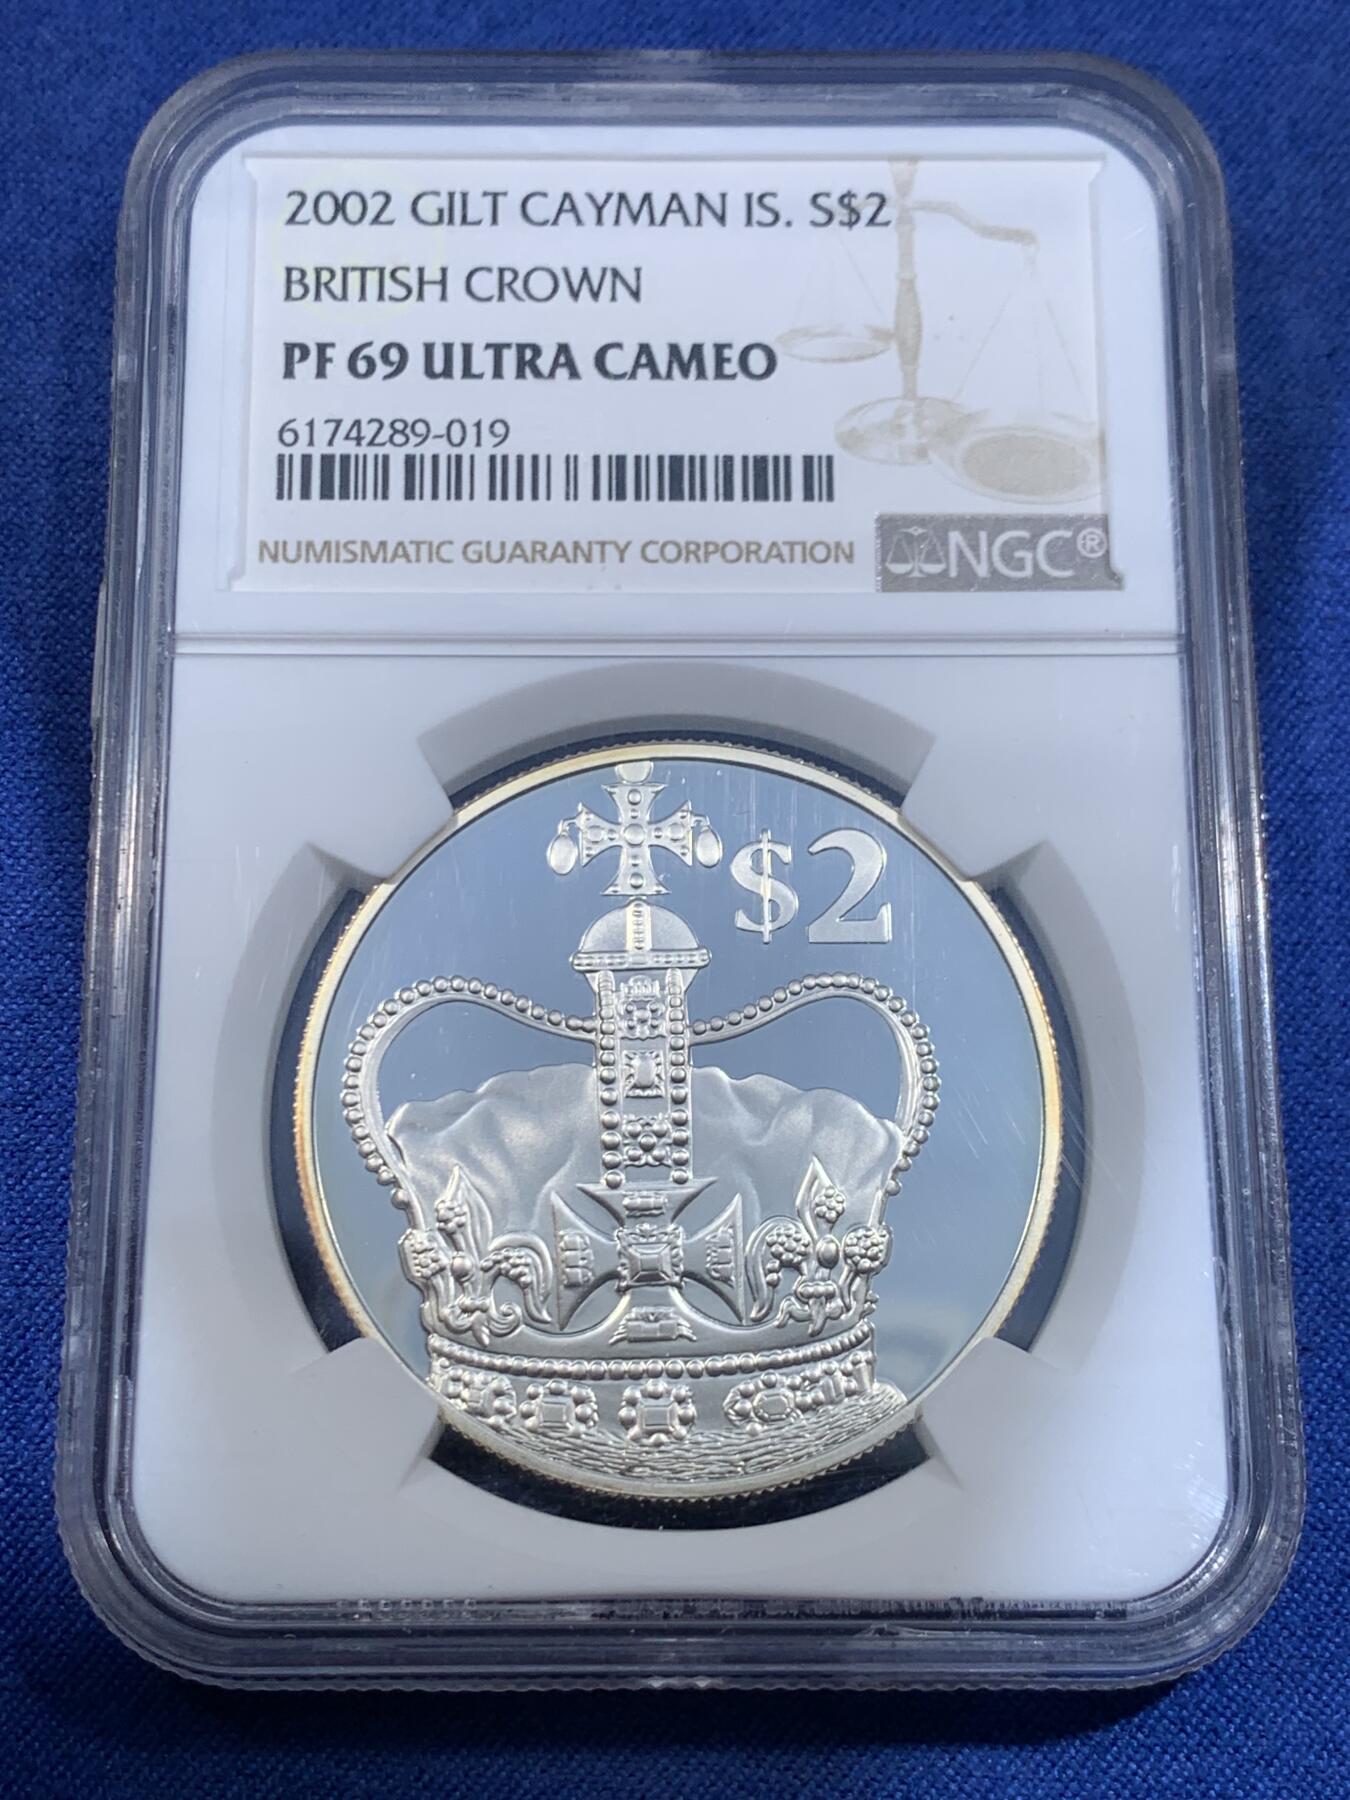 2002 GILT CAYMAN IS. S$2
BRITISH CROWN
PF 69 ULTRA CAMEO
6174289-019
NUMISMATIC GUARANTY CORPORATION
NGC®
$2